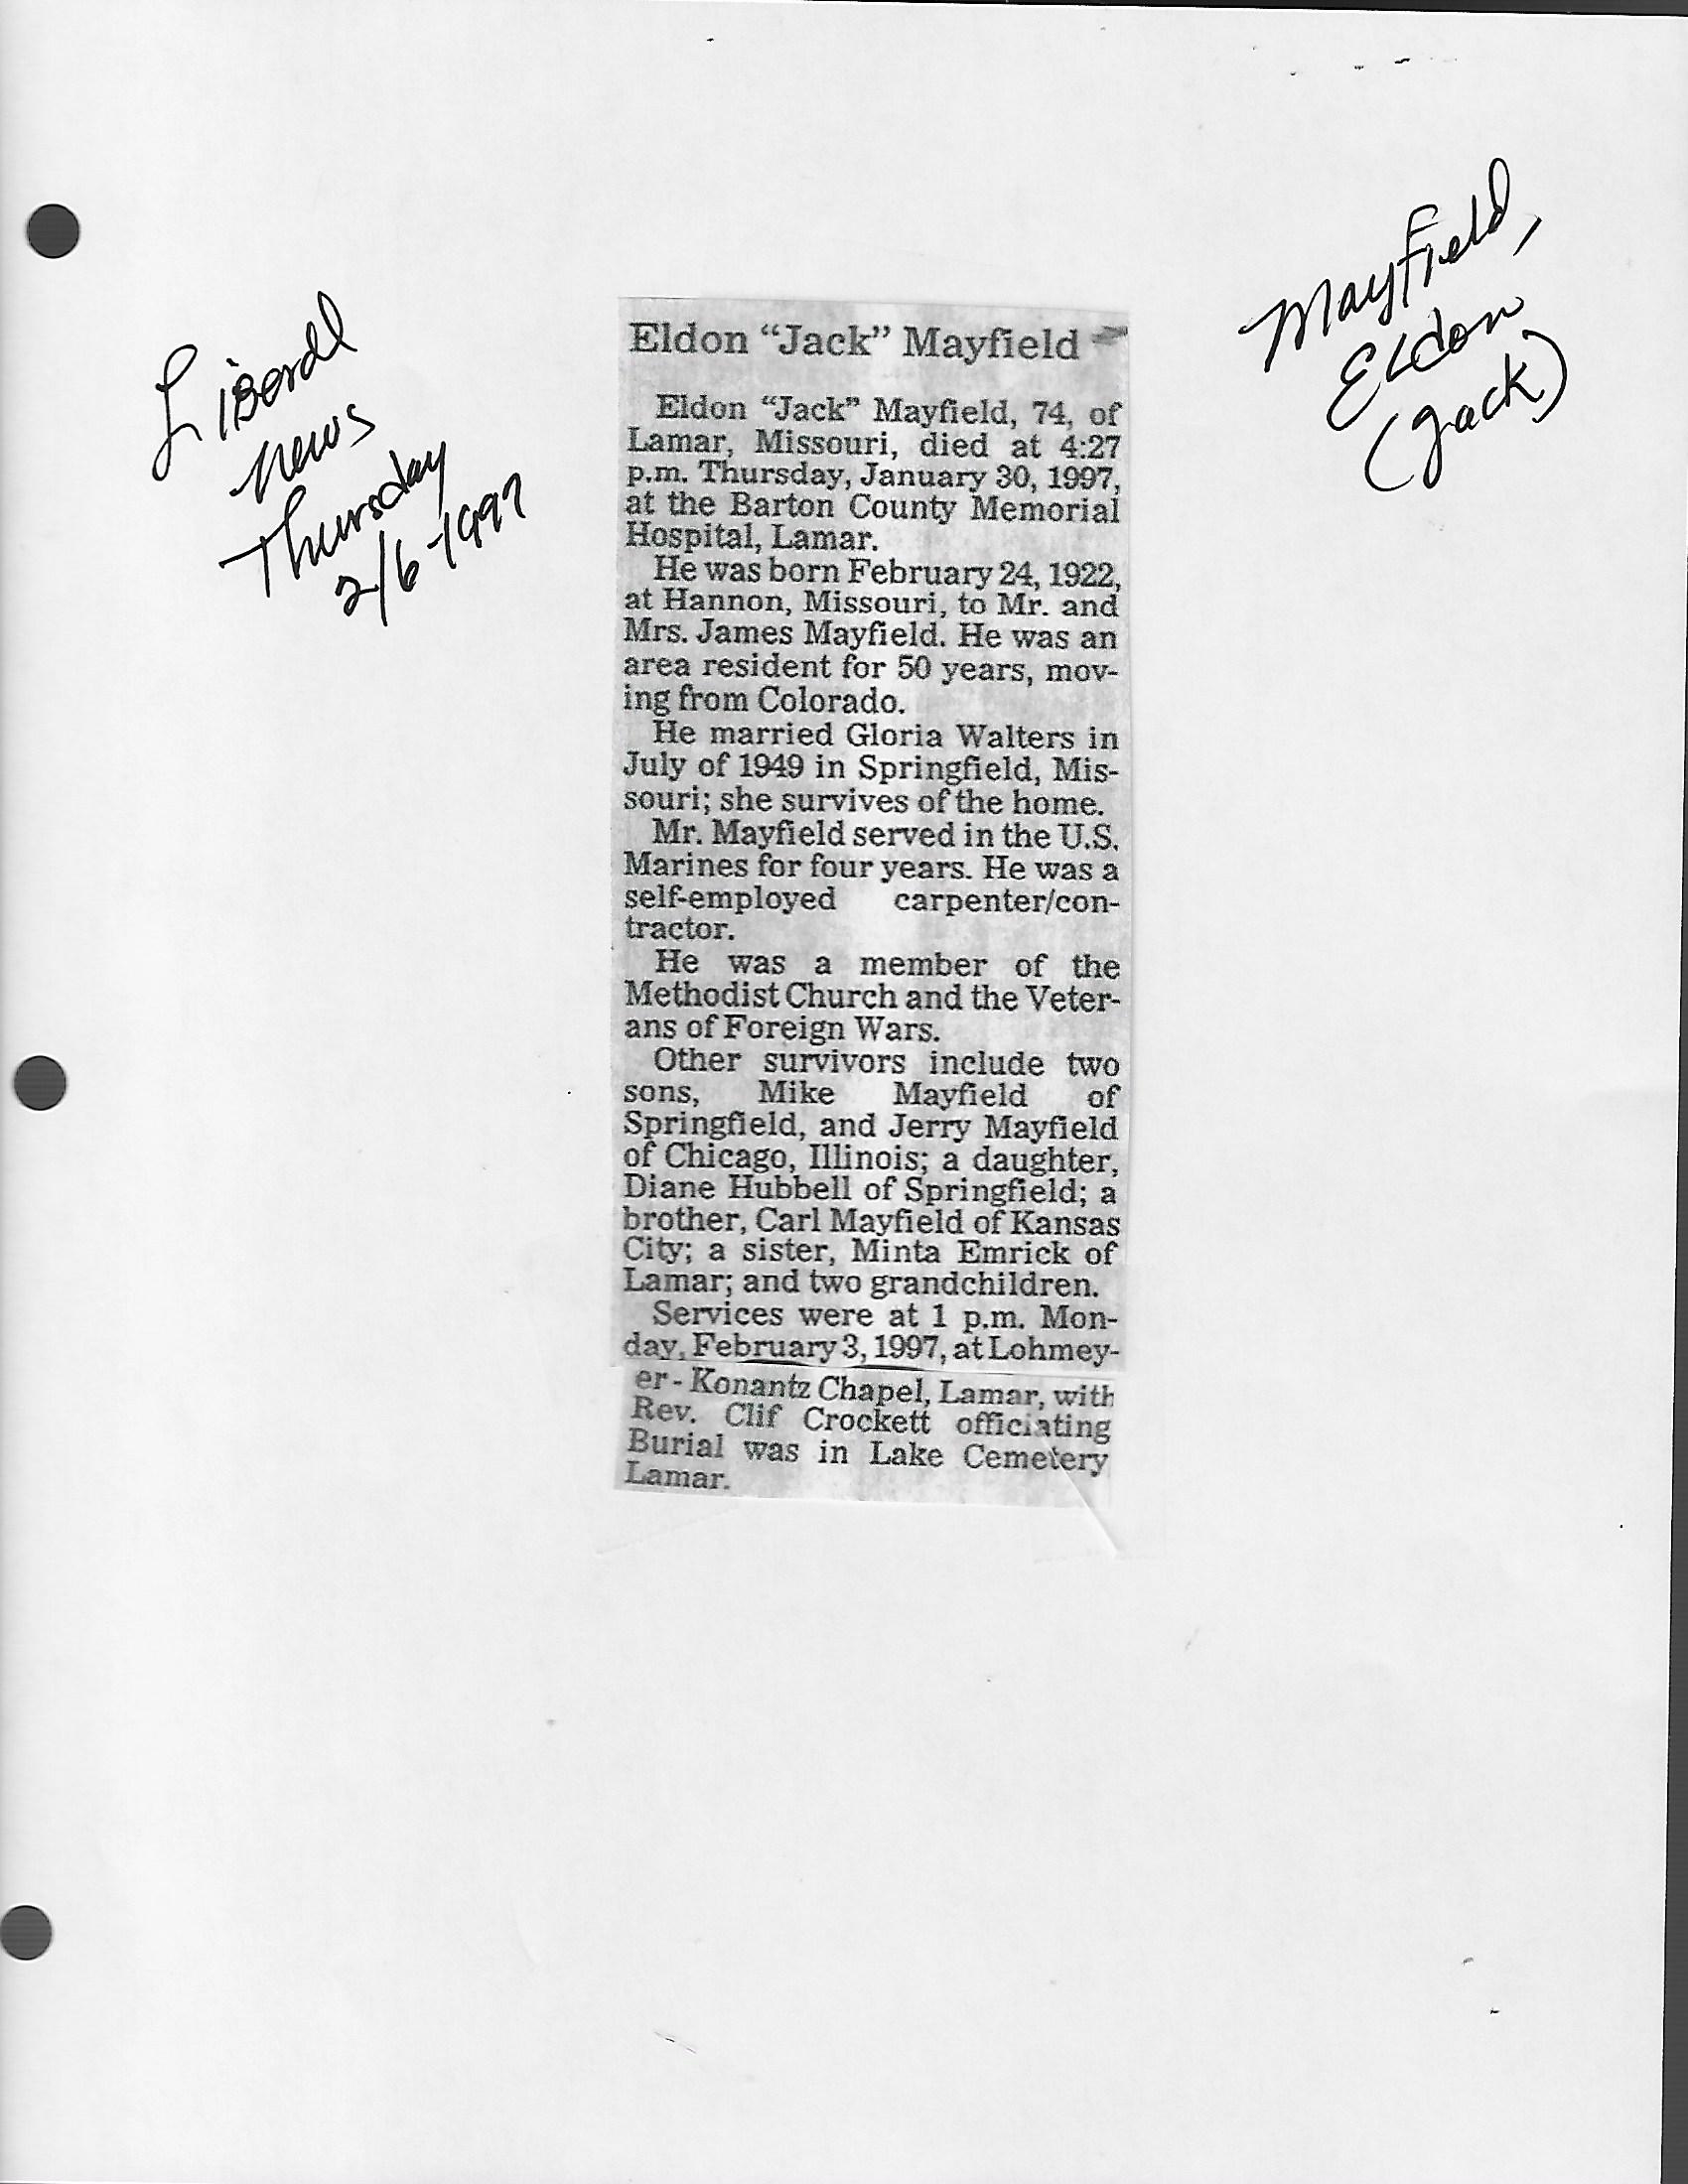 Liberal
News
Thursday
2/6-1997
Mayfield,
Eldon
(Jack)
Eldon “Jack” Mayfield
Eldon “Jack” Mayfield, 74, of
Lamar, Missouri, died at 4:27
p.m. Thursday, January 30, 1997,
at the Barton County Memorial
Hospital, Lamar.
He was born February 24, 1922,
at Hannon, Missouri, to Mr. and
Mrs. James Mayfield. He was an
area resident for 50 years, mov-
ing from Colorado.
He married Gloria Walters in
July of 1949 in Springfield, Mis-
souri; she survives of the home.
Mr. Mayfield served in the U.S.
Marines for four years. He was a
self-employed carpenter/con-
tractor.
He was a member of the
Methodist Church and the Veter-
ans of Foreign Wars.
Other survivors include two
sons, Mike Mayfield of
Springfield, and Jerry Mayfield
of Chicago, Illinois; a daughter,
Diane Hubbell of Springfield; a
brother, Carl Mayfield of Kansas
City; a sister, Minta Emrick of
Lamar; and two grandchildren.
Services were at 1 p.m. Mon-
day, February 3, 1997, at Lohmey-
er-Konantz Chapel, Lamar, with
Rev. Clif Crockett officiating
Burial was in Lake Cemetery
Lamar.